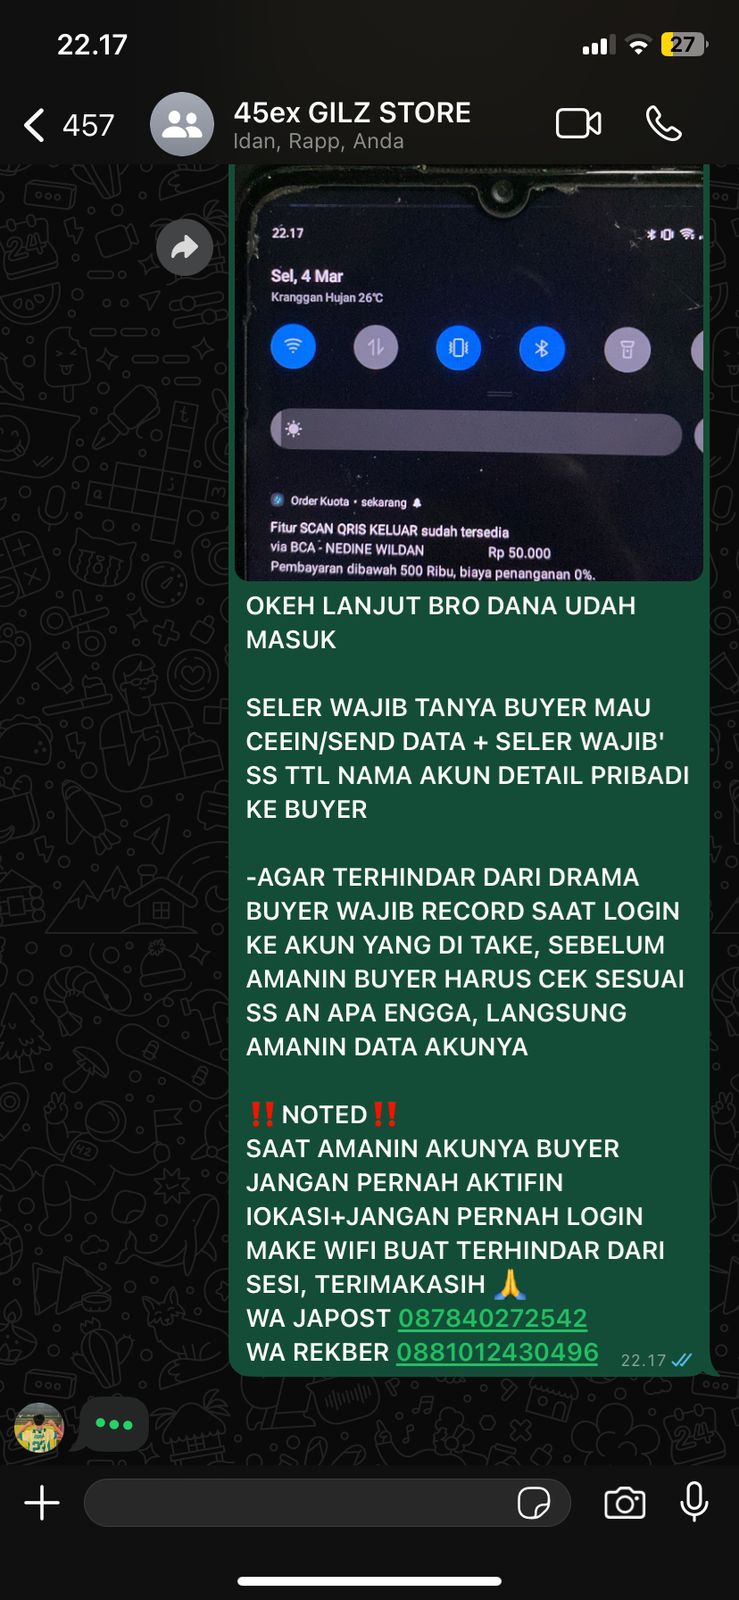 22.17
27
457
45ex GILZ STORE
Idan, Rapp, Anda
22.17
Sel, 4 Mar
Kranggan Hujan 26°C
Order Kuota • sekarang
Fitur SCAN QRIS KELUAR sudah tersedia
via BCA - NEDINE WILDAN Rp 50.000
Pembayaran dibawah 500 Ribu, biaya penanganan 0%.
OKEH LANJUT BRO DANA UDAH
MASUK
SELER WAJIB TANYA BUYER MAU
CEEIN/SEND DATA + SELER WAJIB'
SS TTL NAMA AKUN DETAIL PRIBADI
KE BUYER
-AGAR TERHINDAR DARI DRAMA
BUYER WAJIB RECORD SAAT LOGIN
KE AKUN YANG DI TAKE, SEBELUM
AMANIN BUYER HARUS CEK SESUAI
SS AN APA ENGGA, LANGSUNG
AMANIN DATA AKUNYA
‼️NOTED‼️
SAAT AMANIN AKUNYA BUYER
JANGAN PERNAH AKTIFIN
lOKASI+JANGAN PERNAH LOGIN
MAKE WIFI BUAT TERHINDAR DARI
SESI, TERIMAKASIH 🙏
WA JAPOST 087840272542
WA REKBER 0881012430496
22.17